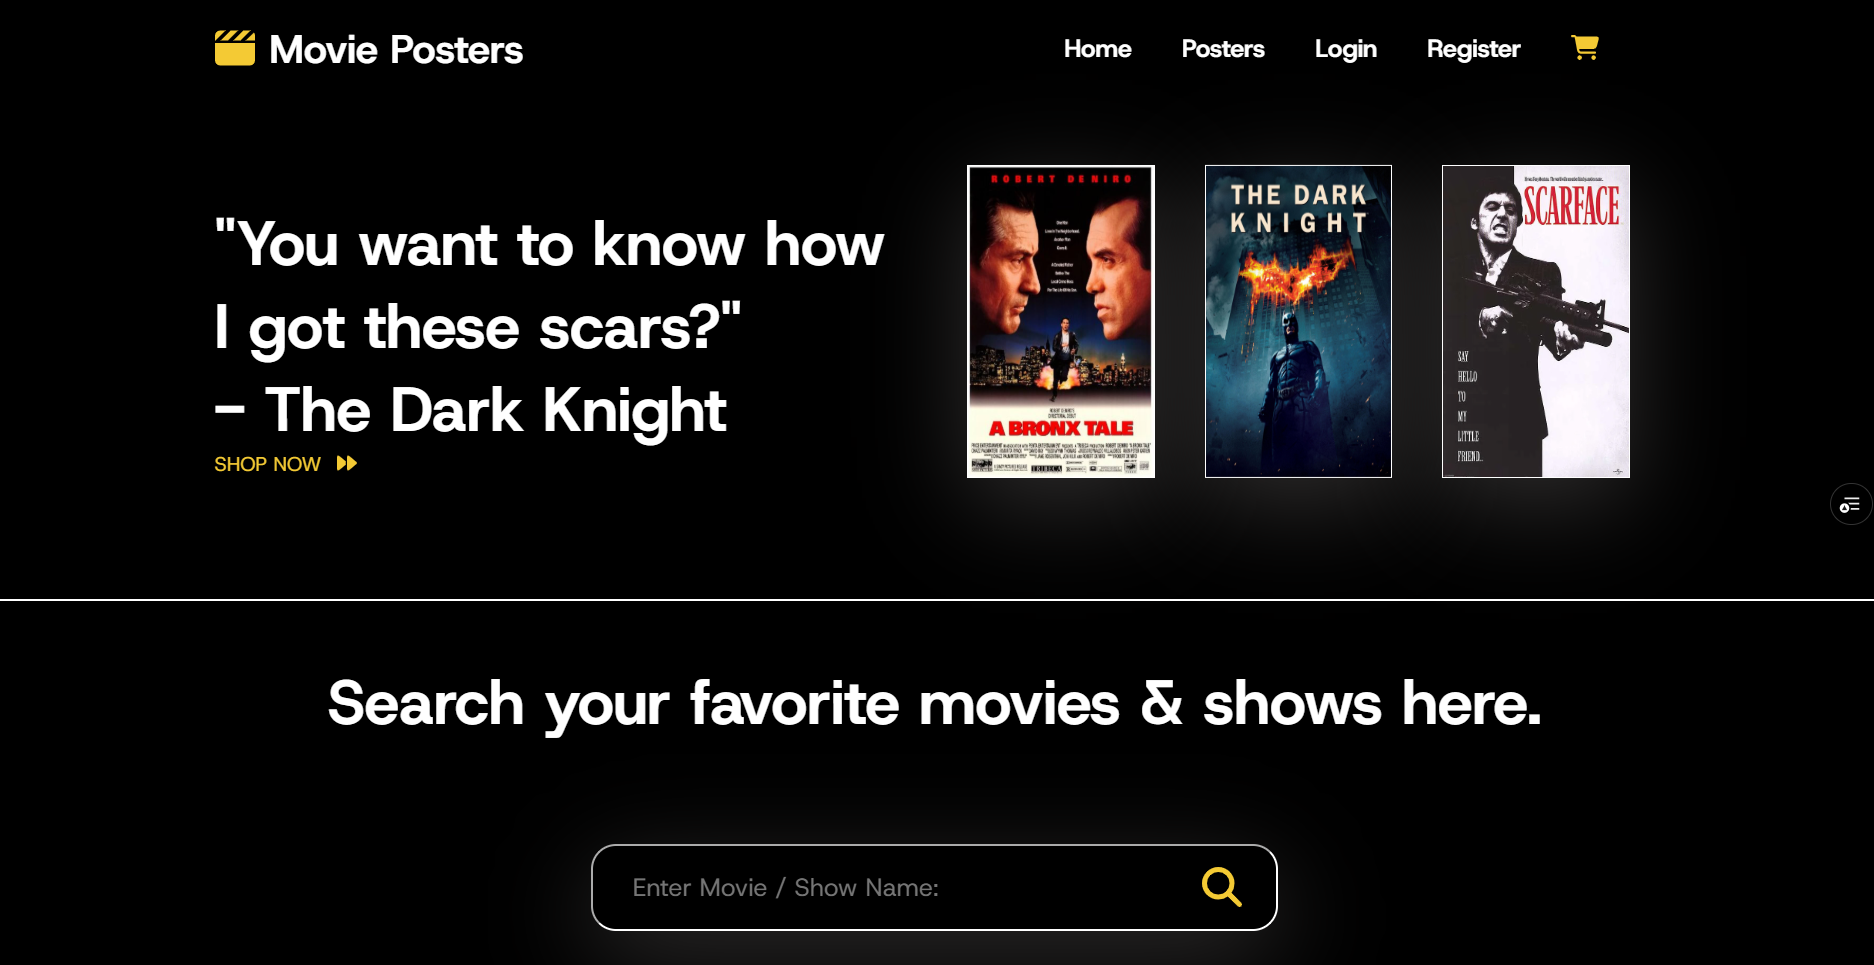 Movie Posters
Home Posters Login Register
"You want to know how
I got these scars?"
– The Dark Knight
SHOP NOW
ROBERT DENIRO
A BRONX TALE
TRIBECA
THE DARK
KNIGHT
SCARFACE
SAY
HELLO
TO
MY
LITTLE
FRIEND..
Search your favorite movies & shows here.
Enter Movie / Show Name: